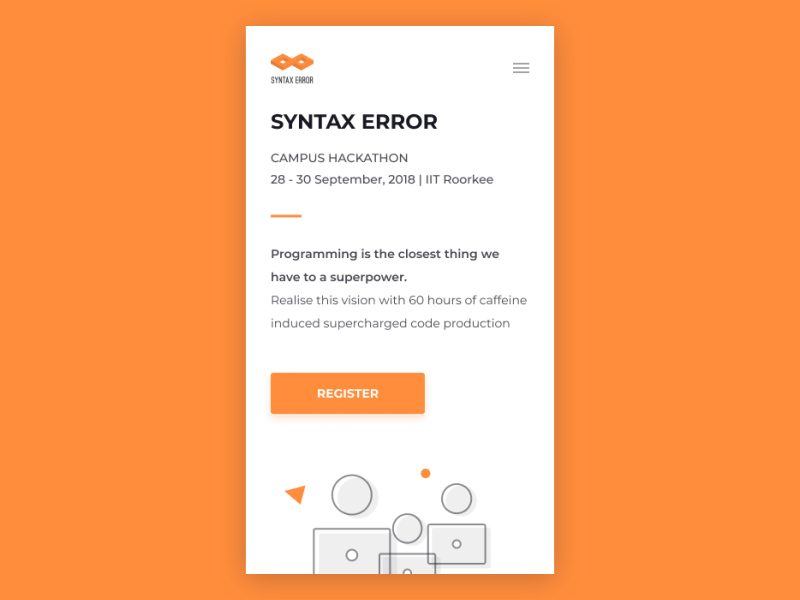 SYNTAX ERROR
SYNTAX ERROR
CAMPUS HACKATHON
28 - 30 September, 2018 | IIT Roorkee
Programming is the closest thing we
have to a superpower.
Realise this vision with 60 hours of caffeine
induced supercharged code production
REGISTER